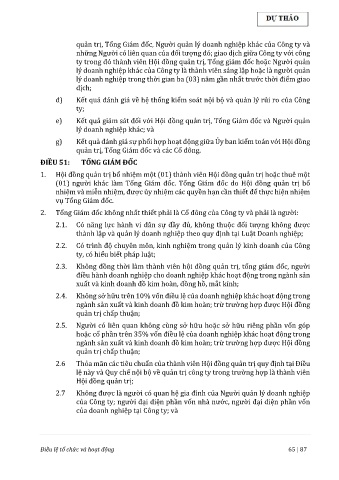 DỰ THẢO
quản trị, Tổng Giám đốc, Người quản lý doanh nghiệp khác của Công ty và
những Người có liên quan của đối tượng đó; giao dịch giữa Công ty với công
ty trong đó thành viên Hội đồng quản trị, Tổng giám đốc hoặc Người quản
lý doanh nghiệp khác của Công ty là thành viên sáng lập hoặc là người quản
lý doanh nghiệp trong thời gian ba (03) năm gần nhất trước thời điểm giao
dịch;
d) Kết quả đánh giá về hệ thống kiểm soát nội bộ và quản lý rủi ro của Công
ty;
e) Kết quả giám sát đối với Hội đồng quản trị, Tổng Giám đốc và Người quản
lý doanh nghiệp khác; và
g) Kết quả đánh giá sự phối hợp hoạt động giữa Ủy ban kiểm toán với Hội đồng
quản trị, Tổng Giám đốc và các Cổ đông.
ĐIỀU 51: TỔNG GIÁM ĐỐC
1. Hội đồng quản trị bổ nhiệm một (01) thành viên Hội đồng quản trị hoặc thuê một
(01) người khác làm Tổng Giám đốc. Tổng Giám đốc do Hội đồng quản trị bổ
nhiệm và miễn nhiệm, được ủy nhiệm các quyền hạn cần thiết để thực hiện nhiệm
vụ Tổng Giám đốc.
2. Tổng Giám đốc không nhất thiết phải là Cổ đông của Công ty và phải là người:
2.1. Có năng lực hành vi dân sự đầy đủ, không thuộc đối tượng không được
thành lập và quản lý doanh nghiệp theo quy định tại Luật Doanh nghiệp;
2.2. Có trình độ chuyên môn, kinh nghiệm trong quản lý kinh doanh của Công
ty, có hiểu biết pháp luật;
2.3. Không đồng thời làm thành viên hội đồng quản trị, tổng giám đốc, người
điều hành doanh nghiệp cho doanh nghiệp khác hoạt động trong ngành sản
xuất và kinh doanh đồ kim hoàn, đồng hồ, mắt kính;
2.4. Không sở hữu trên 10% vốn điều lệ của doanh nghiệp khác hoạt động trong
ngành sản xuất và kinh doanh đồ kim hoàn; trừ trường hợp được Hội đồng
quản trị chấp thuận;
2.5. Người có liên quan không cùng sở hữu hoặc sở hữu riêng phần vốn góp
hoặc cổ phần trên 35% vốn điều lệ của doanh nghiệp khác hoạt động trong
ngành sản xuất và kinh doanh đồ kim hoàn; trừ trường hợp được Hội đồng
quản trị chấp thuận;
2.6 Thỏa mãn các tiêu chuẩn của thành viên Hội đồng quản trị quy định tại Điều
lệ này và Quy chế nội bộ về quản trị công ty trong trường hợp là thành viên
Hội đồng quản trị;
2.7 Không được là người có quan hệ gia đình của Người quản lý doanh nghiệp
của Công ty; người đại diện phần vốn nhà nước, người đại diện phần vốn
của doanh nghiệp tại Công ty; và
Điều lệ tổ chức và hoạt động 65 | 87